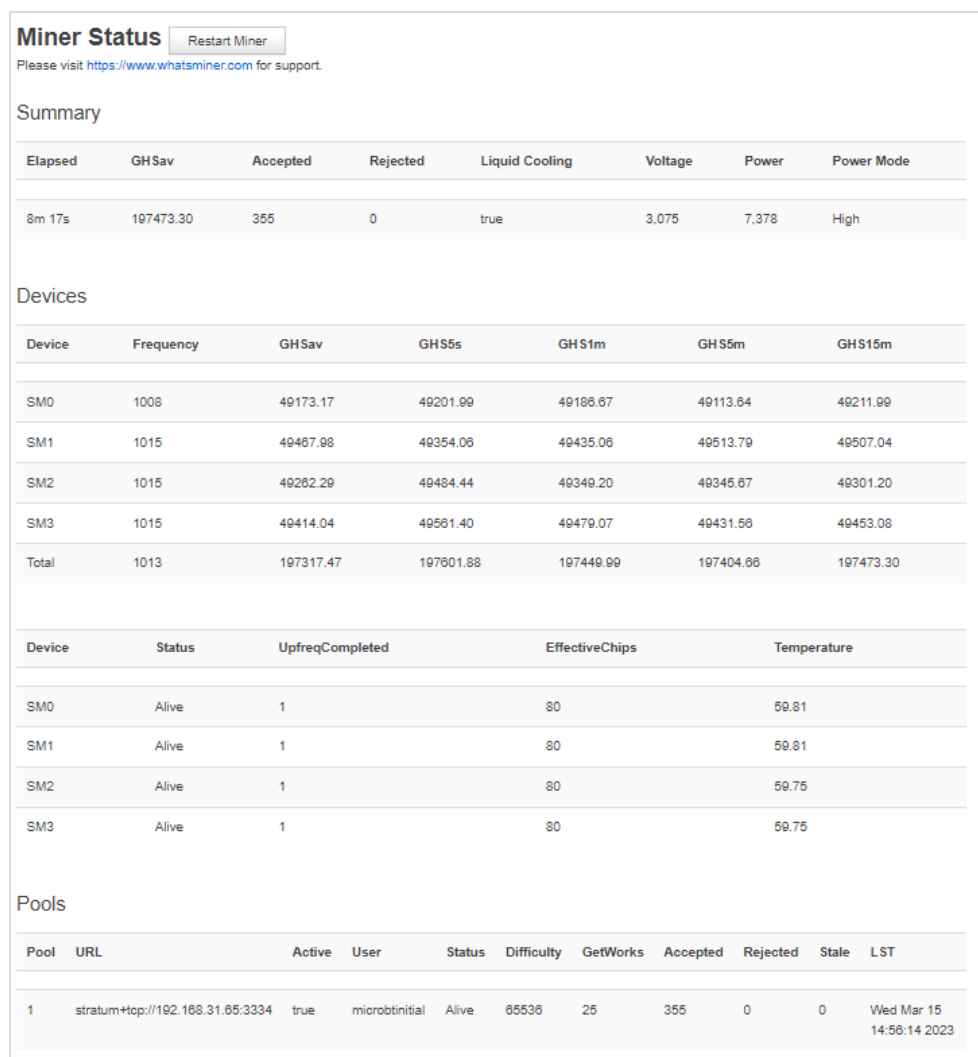 Miner Status Restart Miner
Please visit https://www.whatsminer.com for support.
Summary
Elapsed GHSav Accepted Rejected Liquid Cooling Voltage Power Power Mode
8m 17s 197473.30 355 0 true 3,075 7,378 High
Devices
Device Frequency GHSav GHS5s GHS1m GHS5m GHS15m
SM0 1008 49173.17 49201.99 49186.67 49113.64 49211.99
SM1 1015 49467.98 49354.06 49435.06 49513.79 49507.04
SM2 1015 49262.29 49484.44 49349.20 49345.67 49301.20
SM3 1015 49414.04 49561.40 49479.07 49431.56 49453.08
Total 1013 197317.47 197601.88 197449.99 197404.66 197473.30
Device Status UpfreqCompleted EffectiveChips Temperature
SM0 Alive 1 80 59.81
SM1 Alive 1 80 59.81
SM2 Alive 1 80 59.75
SM3 Alive 1 80 59.75
Pools
Pool URL Active User Status Difficulty GetWorks Accepted Rejected Stale LST
1 stratum+tcp://192.168.31.65:3334 true microbtinitial Alive 65536 25 355 0 0 Wed Mar 15
14:56:14 2023